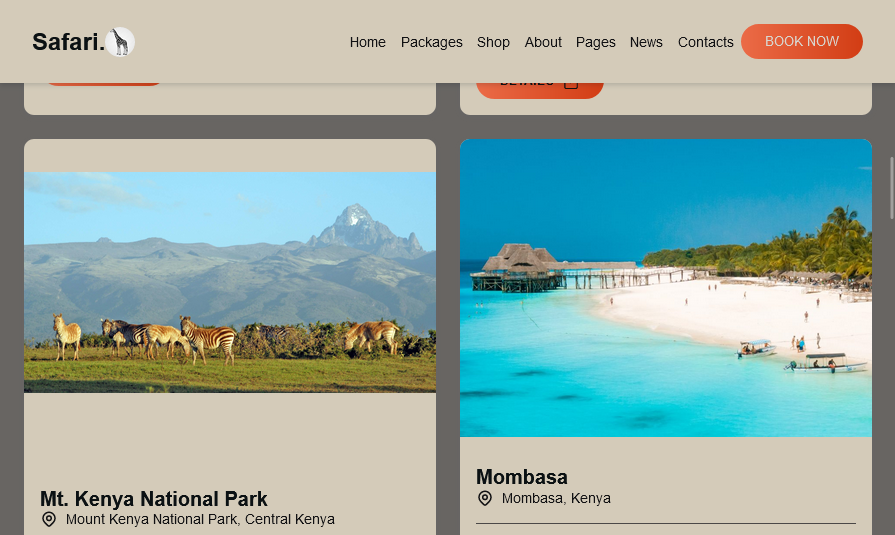 Safari.
Home Packages Shop About Pages News Contacts BOOK NOW
DETAILS
Mt. Kenya National Park
Mount Kenya National Park, Central Kenya
Mombasa
Mombasa, Kenya